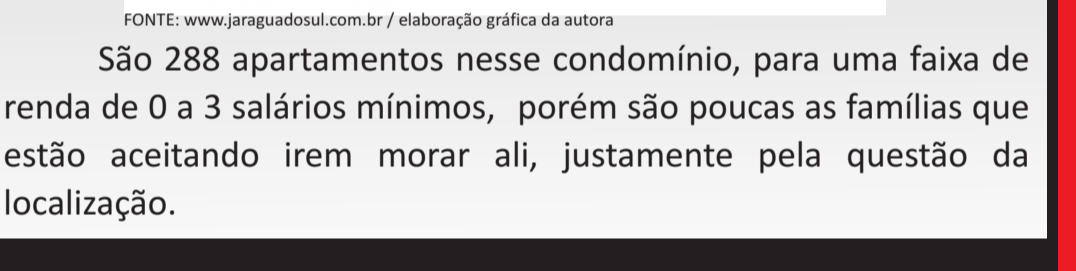 FONTE: www.jaraguadosul.com.br / elaboração gráfica da autora
São 288 apartamentos nesse condomínio, para uma faixa de
renda de 0 a 3 salários mínimos, porém são poucas as famílias que
estão aceitando irem morar ali, justamente pela questão da
localização.